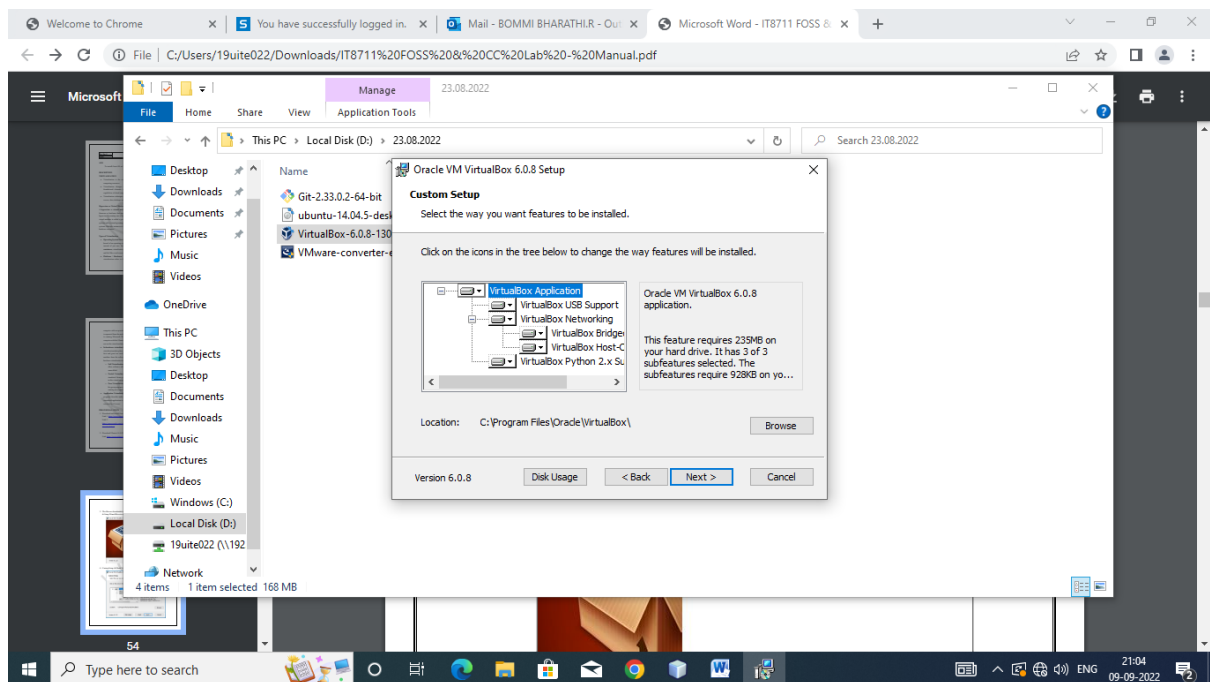 Welcome to Chrome
You have successfully logged in.
Mail - BOMMI BHARATHI.R - Out
Microsoft Word - IT8711 FOSS &
File | C:/Users/19uite022/Downloads/IT8711%20FOSS%20&%20CC%20Lab%20-%20Manual.pdf
Microsoft
Manage
23.08.2022
File Home Share View Application Tools
This PC > Local Disk (D:) > 23.08.2022
Search 23.08.2022
Desktop
Downloads
Documents
Pictures
Music
Videos
OneDrive
This PC
3D Objects
Desktop
Documents
Downloads
Music
Pictures
Videos
Windows (C:)
Local Disk (D:)
19uite022 (\\192
Network
Name
Git-2.33.0.2-64-bit
ubuntu-14.04.5-desk
VirtualBox-6.0.8-130
VMware-converter-e
Oracle VM VirtualBox 6.0.8 Setup
Custom Setup
Select the way you want features to be installed.
Click on the icons in the tree below to change the way features will be installed.
VirtualBox Application
VirtualBox USB Support
VirtualBox Networking
VirtualBox Bridge
VirtualBox Host-O
VirtualBox Python 2.x Su
Oracle VM VirtualBox 6.0.8
application.
This feature requires 235MB on
your hard drive. It has 3 of 3
subfeatures selected. The
subfeatures require 928KB on yo...
Location: C:\Program Files\Oracle\VirtualBox\
Browse
Version 6.0.8
Disk Usage
< Back
Next >
Cancel
4 items 1 item selected 168 MB
54
Type here to search
ENG
21:04
09-09-2022
2